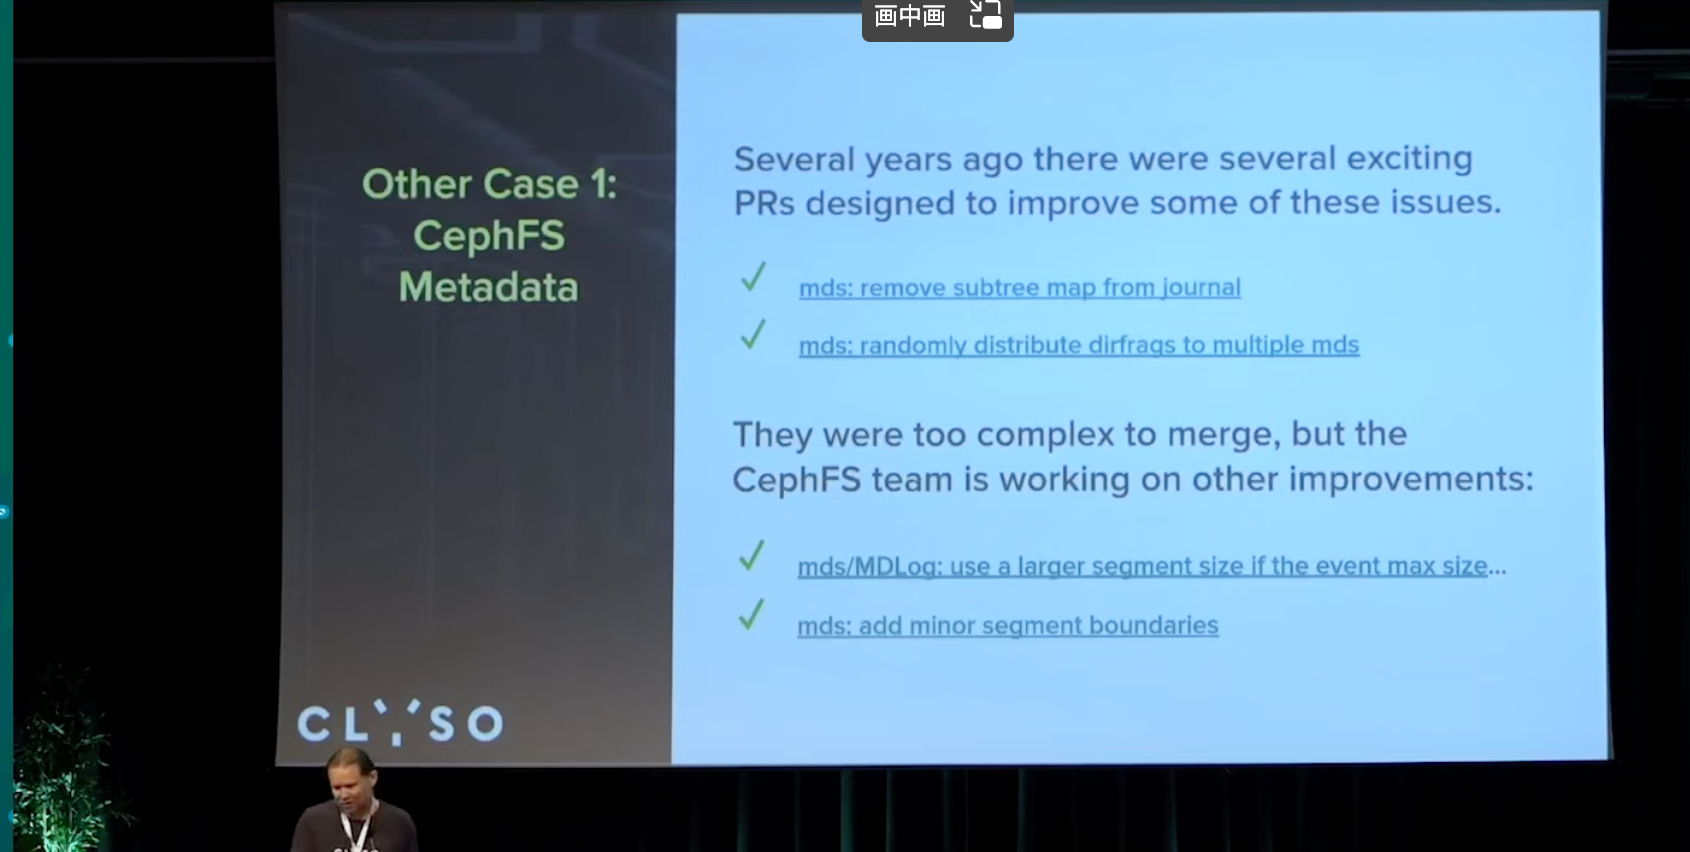 画中画
Other Case 1:
CephFS
Metadata
Several years ago there were several exciting
PRs designed to improve some of these issues.
✓ mds: remove subtree map from journal
✓ mds: randomly distribute dirfrags to multiple mds
They were too complex to merge, but the
CephFS team is working on other improvements:
✓ mds/MDLog: use a larger segment size if the event max size...
✓ mds: add minor segment boundaries
CLYSO